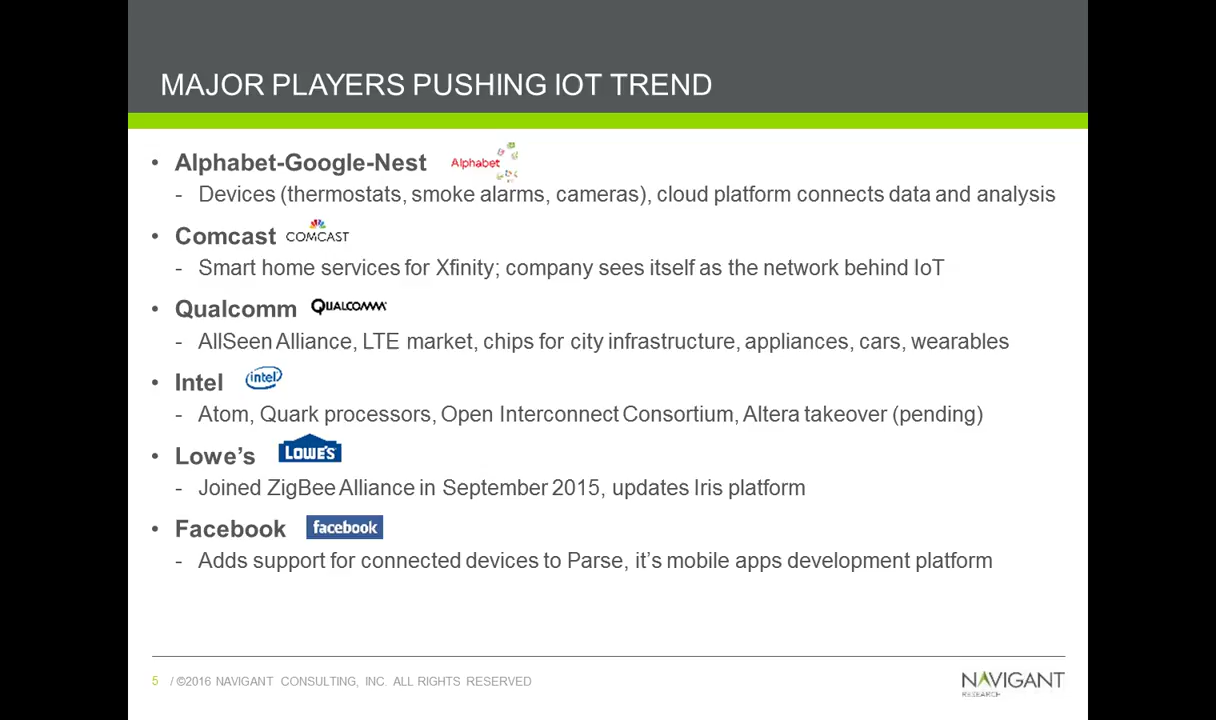 MAJOR PLAYERS PUSHING IOT TREND
• Alphabet-Google-Nest Alphabet
- Devices (thermostats, smoke alarms, cameras), cloud platform connects data and analysis
• Comcast COMCAST
- Smart home services for Xfinity; company sees itself as the network behind IoT
• Qualcomm QUALCOMM
- AllSeen Alliance, LTE market, chips for city infrastructure, appliances, cars, wearables
• Intel intel
- Atom, Quark processors, Open Interconnect Consortium, Altera takeover (pending)
• Lowe's LOWE'S
- Joined ZigBee Alliance in September 2015, updates Iris platform
• Facebook facebook
- Adds support for connected devices to Parse, it's mobile apps development platform
5 / ©2016 NAVIGANT CONSULTING, INC. ALL RIGHTS RESERVED
NAVIGANT
RESEARCH